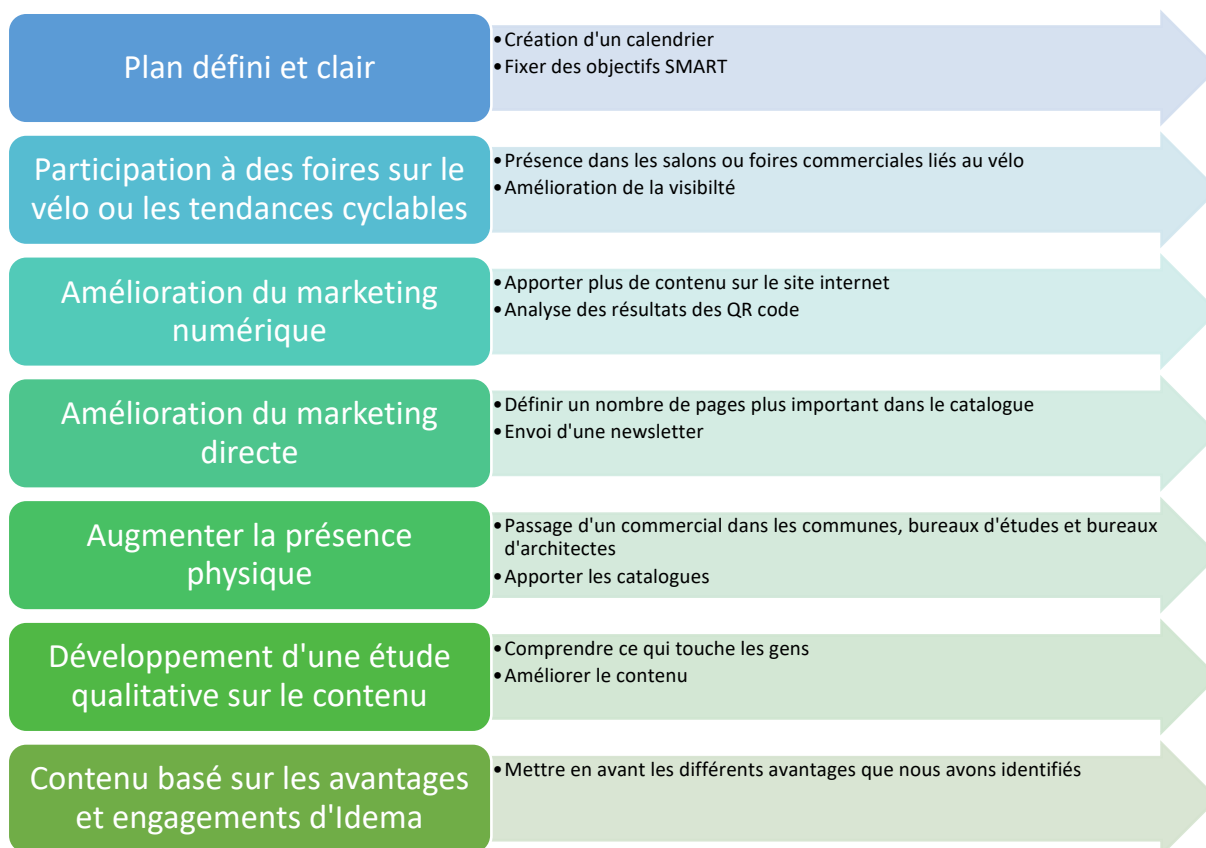 Plan défini et clair
•Création d'un calendrier
•Fixer des objectifs SMART
Participation à des foires sur le
vélo ou les tendances cyclables
•Présence dans les salons ou foires commerciales liés au vélo
•Amélioration de la visibilté
Amélioration du marketing
numérique
•Apporter plus de contenu sur le site internet
•Analyse des résultats des QR code
Amélioration du marketing
directe
•Définir un nombre de pages plus important dans le catalogue
•Envoi d'une newsletter
Augmenter la présence
physique
•Passage d'un commercial dans les communes, bureaux d'études et bureaux
d'architectes
•Apporter les catalogues
Développement d'une étude
qualitative sur le contenu
•Comprendre ce qui touche les gens
•Améliorer le contenu
Contenu basé sur les avantages
et engagements d'Idema
•Mettre en avant les différents avantages que nous avons identifiés